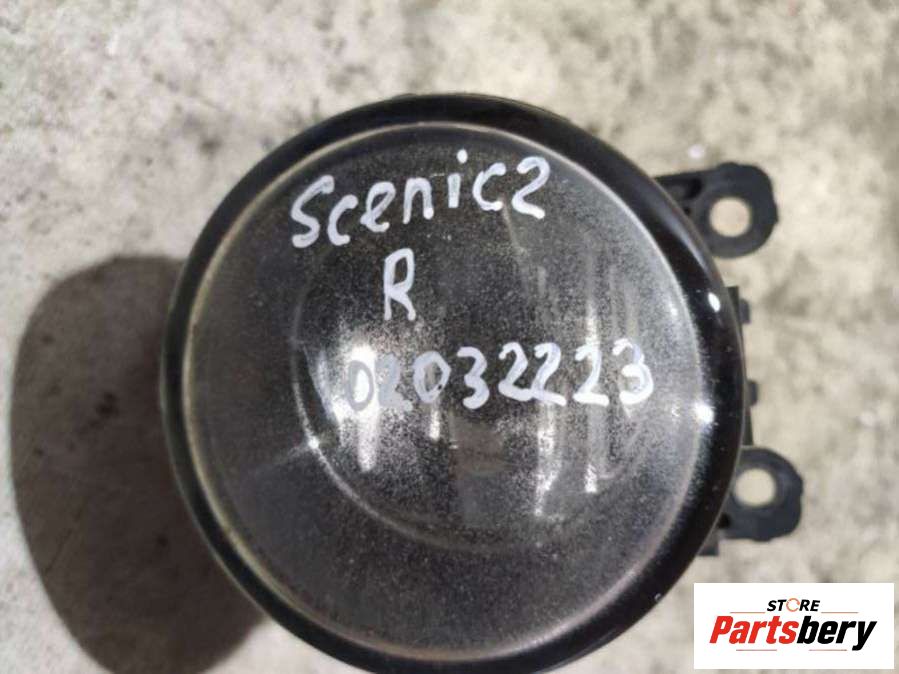 Scenic2
R
02032223
STORE
Partsbery